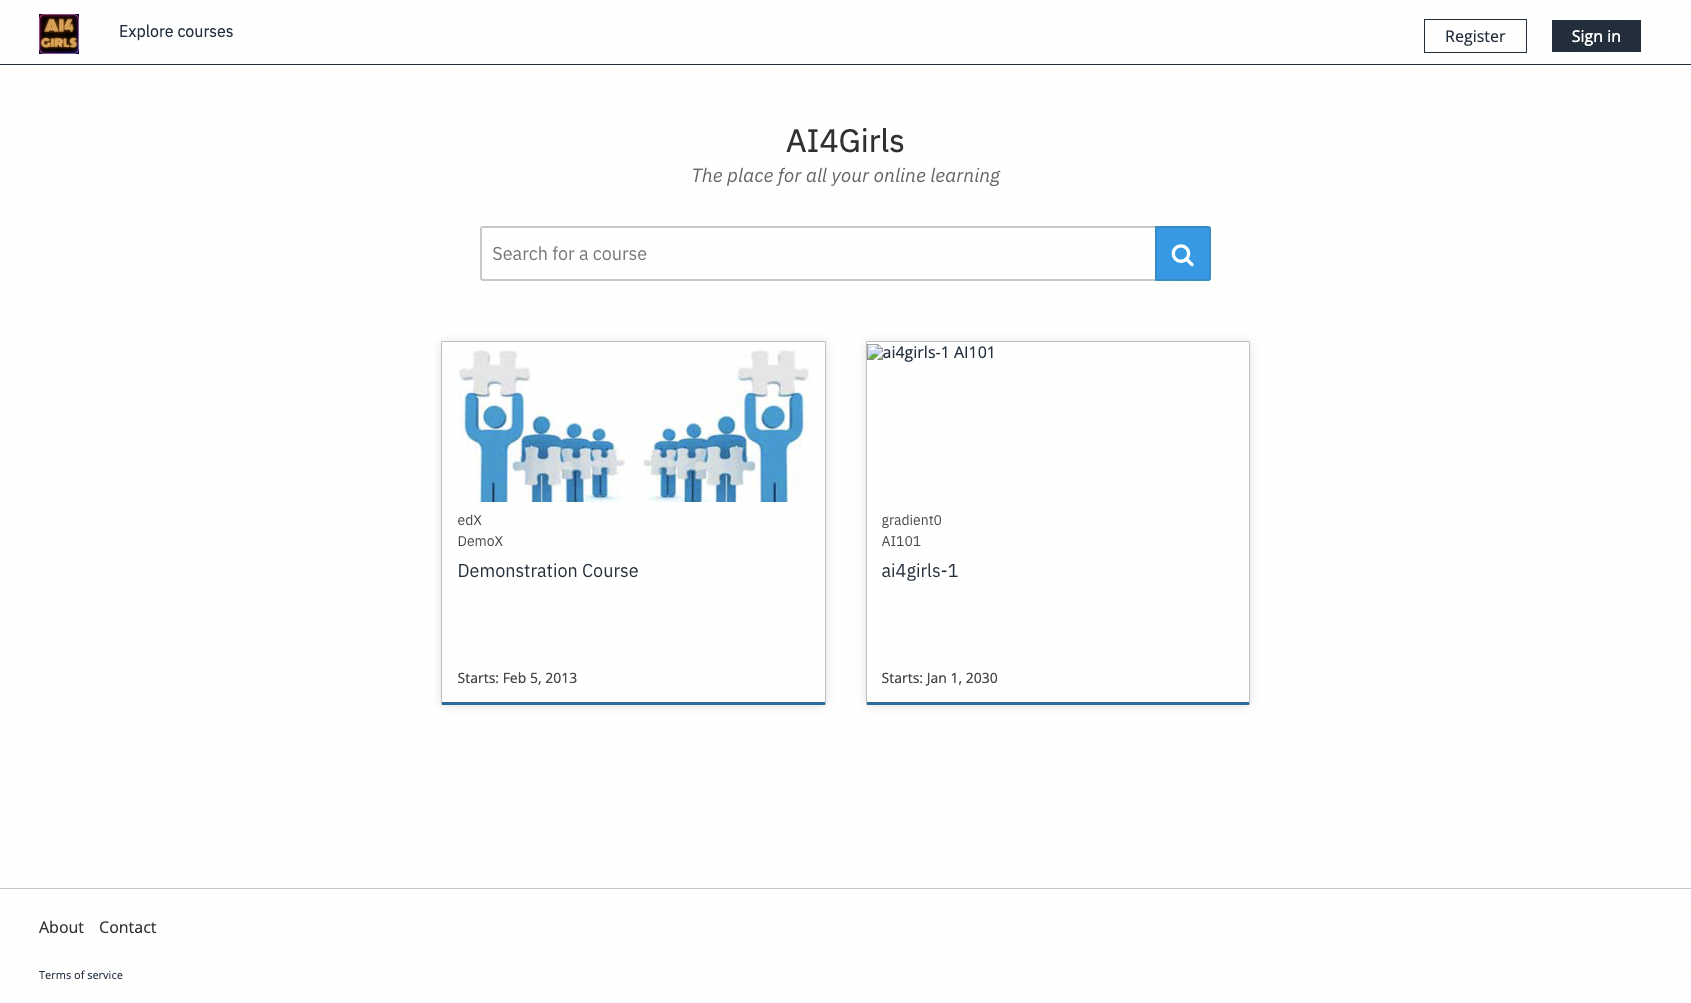 AI4
GIRLS
Explore courses
Register
Sign in
AI4Girls
The place for all your online learning
Search for a course
ai4girls-1 AI101
edX
DemoX
Demonstration Course
Starts: Feb 5, 2013
gradient0
AI101
ai4girls-1
Starts: Jan 1, 2030
About
Contact
Terms of service